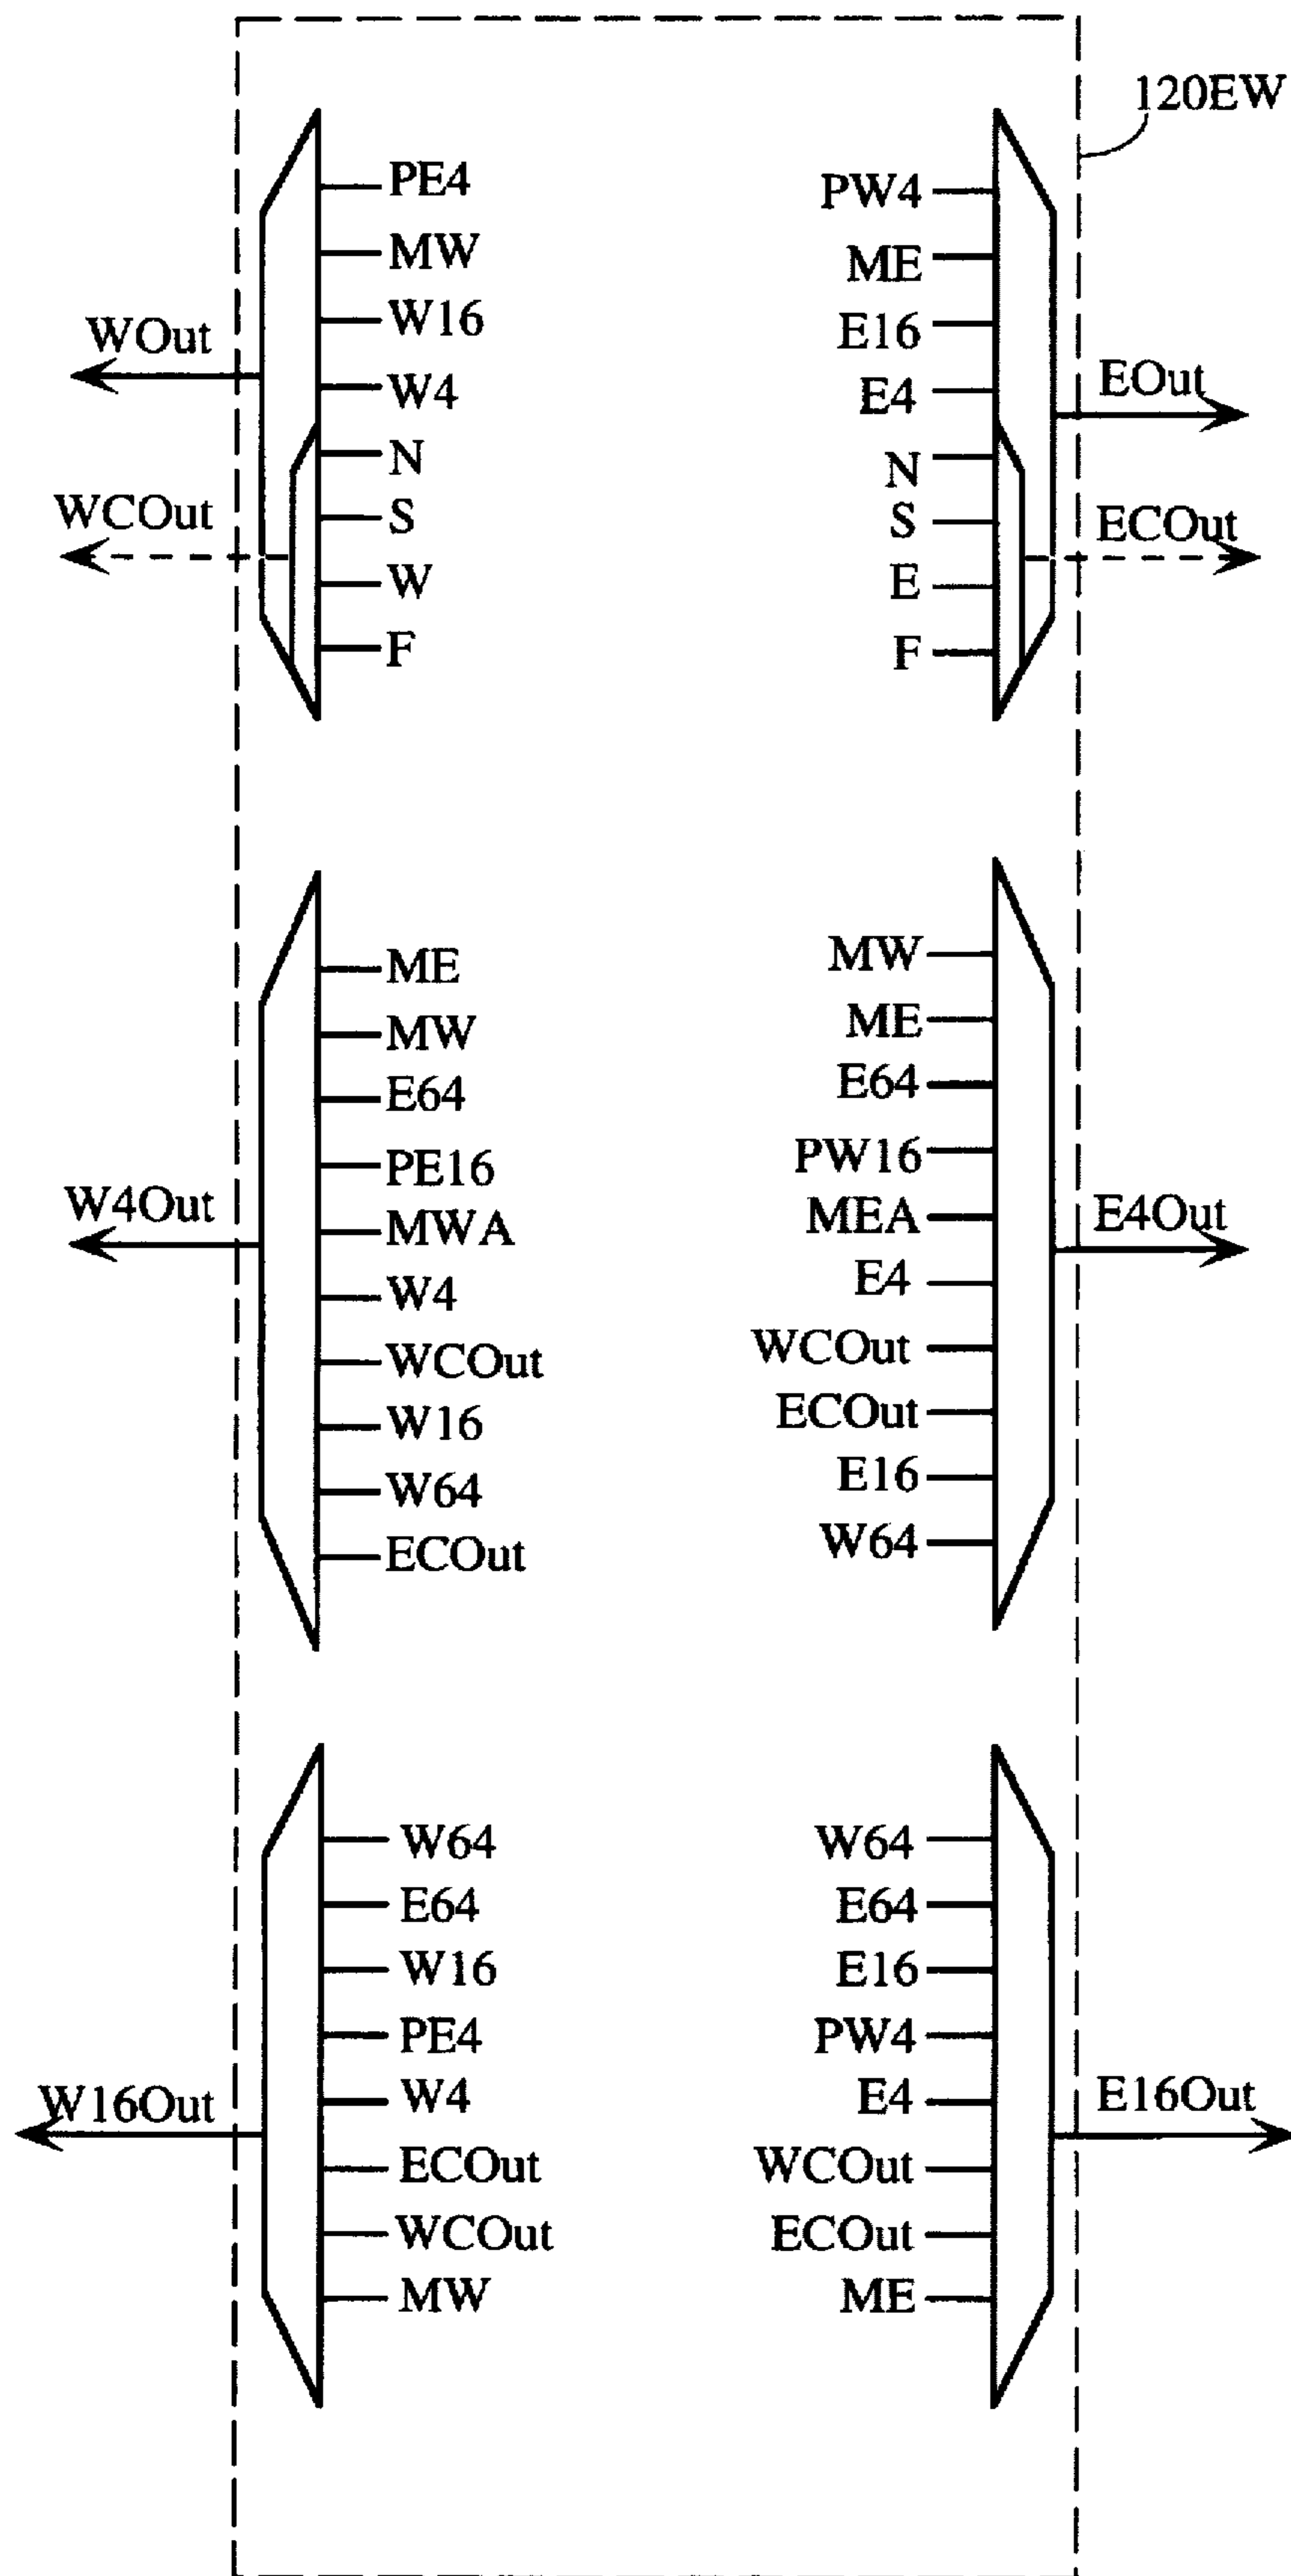 120EW
PE4
MW
W16
W4
N
S
W
F
WOut
WCOut
PW4
ME
E16
E4
N
S
E
F
EOut
ECOut
ME
MW
E64
PE16
MWA
W4
WCOut
W16
W64
ECOut
W4Out
MW
ME
E64
PW16
MEA
E4
WCOut
ECOut
E16
W64
E4Out
W64
E64
W16
PE4
W4
ECOut
WCOut
MW
W16Out
W64
E64
E16
PW4
E4
WCOut
ECOut
ME
E16Out